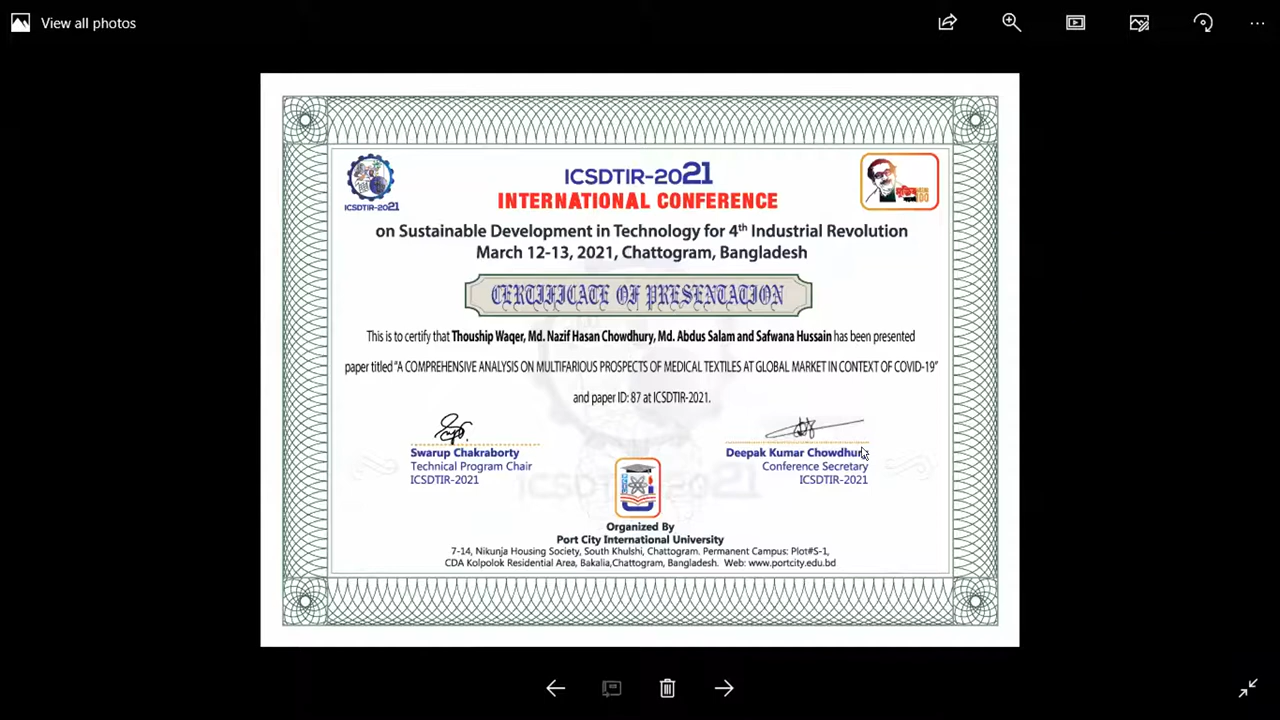 View all photos
ICSDTIR-2021
ICSDTIR-2021
INTERNATIONAL CONFERENCE
on Sustainable Development in Technology for 4th Industrial Revolution
March 12-13, 2021, Chattogram, Bangladesh
CERTIFICATE OF PRESENTATION
This is to certify that Thouship Waqer, Md. Nazif Hasan Chowdhury, Md. Abdus Salam and Safwana Hussain has been presented
paper titled "A COMPREHENSIVE ANALYSIS ON MULTIFARIOUS PROSPECTS OF MEDICAL TEXTILES AT GLOBAL MARKET IN CONTEXT OF COVID-19"
and paper ID: 87 at ICSDTIR-2021.
Swarup Chakraborty
Technical Program Chair
ICSDTIR-2021
Deepak Kumar Chowdhury
Conference Secretary
ICSDTIR-2021
Organized By
Port City International University
7-14, Nikunja Housing Society, South Khulshi, Chattogram. Permanent Campus: Plot#S-1,
CDA Kolpolok Residential Area, Bakalia,Chattogram, Bangladesh. Web: www.portcity.edu.bd